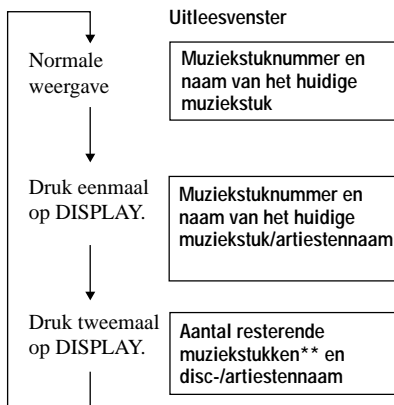 Uitleesvenster
Normale
weergave
Muziekstuknummer en
naam van het huidige
muziekstuk
Druk eenmaal
op DISPLAY.
Muziekstuknummer en
naam van het huidige
muziekstuk/artiestennaam
Druk tweemaal
op DISPLAY.
Aantal resterende
muziekstukken** en
disc-/artiestennaam